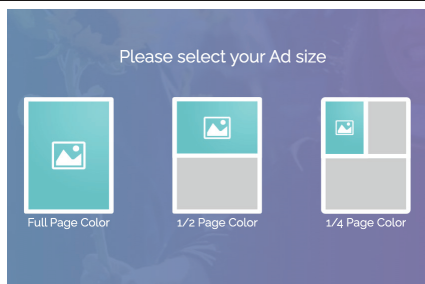 Please select your Ad size
Full Page Color
1/2 Page Color
1/4 Page Color